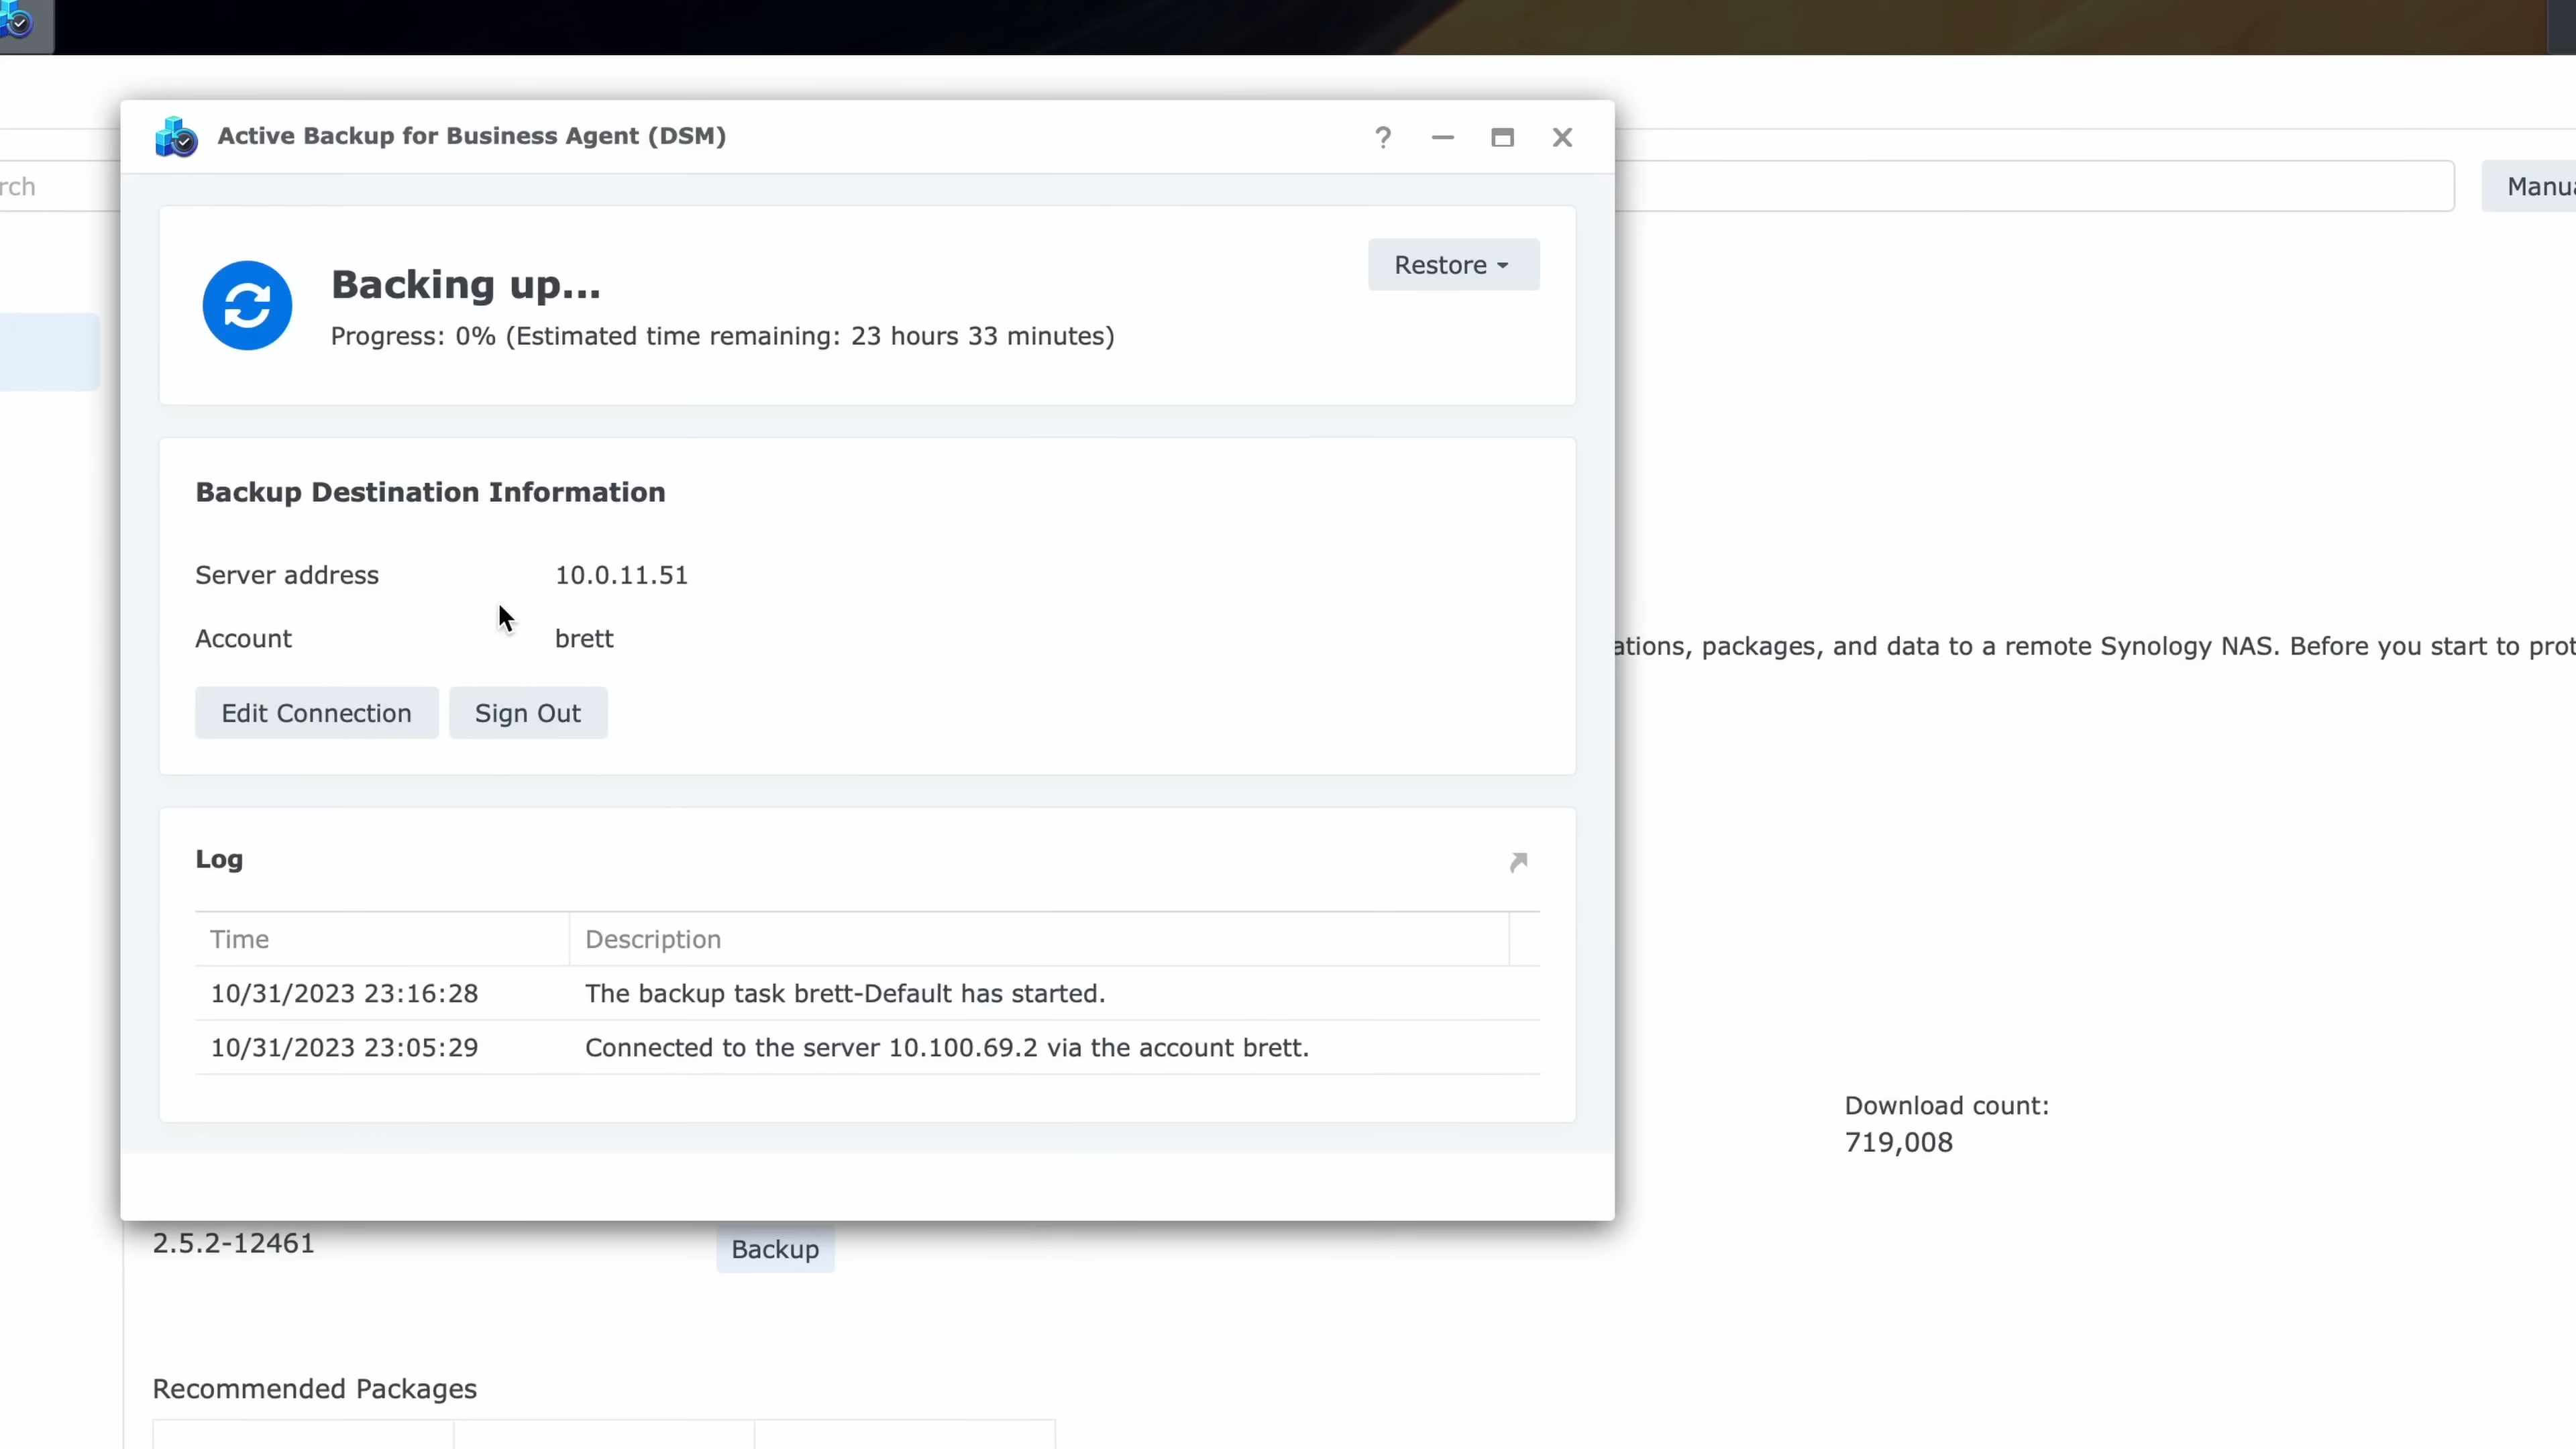 Active Backup for Business Agent (DSM)
rch
Manua
Restore
Backing up...
Progress: 0% (Estimated time remaining: 23 hours 33 minutes)
Backup Destination Information
Server address 10.0.11.51
Account brett
ations, packages, and data to a remote Synology NAS. Before you start to prot
Edit Connection Sign Out
Log
Time Description
10/31/2023 23:16:28 The backup task brett-Default has started.
10/31/2023 23:05:29 Connected to the server 10.100.69.2 via the account brett.
Download count:
719,008
2.5.2-12461 Backup
Recommended Packages